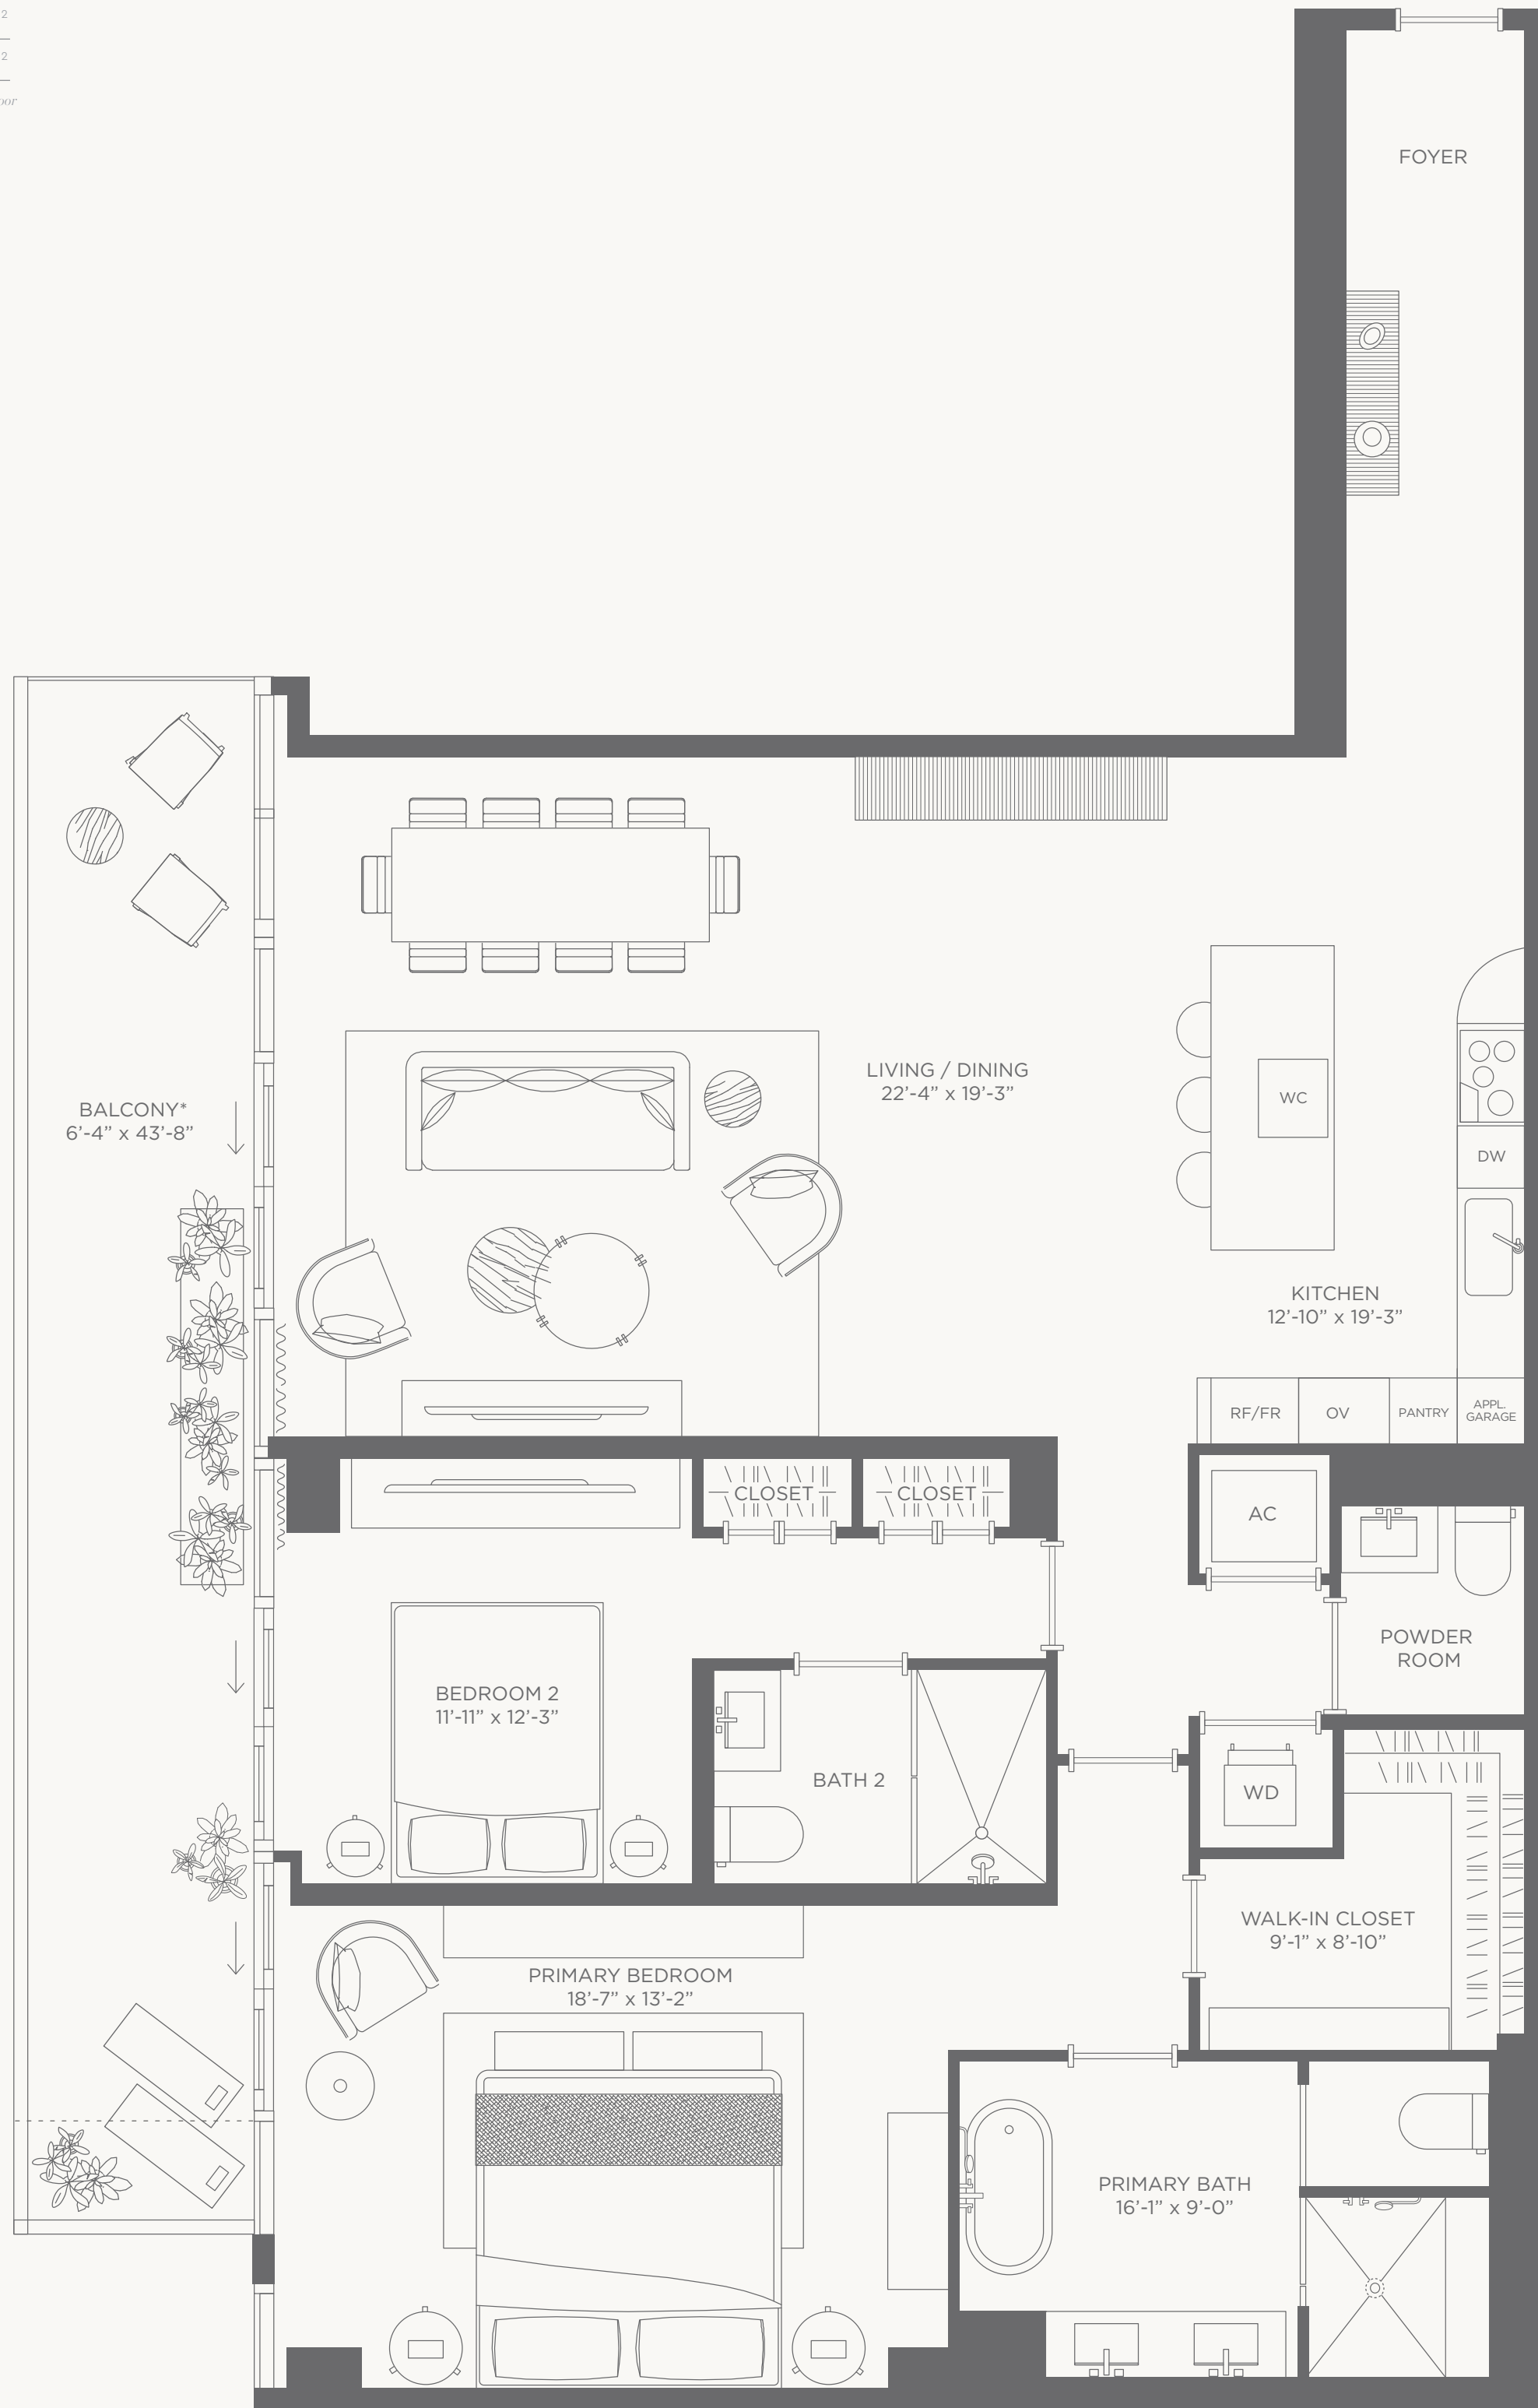 2
2
FOYER
LIVING / DINING
22’-4” x 19’-3”
BALCONY*
6’-4” x 43’-8”
WC
DW
KITCHEN
12’-10” x 19’-3”
RF/FR
OV
PANTRY
APPL.
GARAGE
CLOSET
CLOSET
AC
POWDER
ROOM
BEDROOM 2
11’-11” x 12’-3”
BATH 2
WD
WALK-IN CLOSET
9’-1” x 8’-10”
PRIMARY BEDROOM
18’-7” x 13’-2”
PRIMARY BATH
16’-1” x 9’-0”